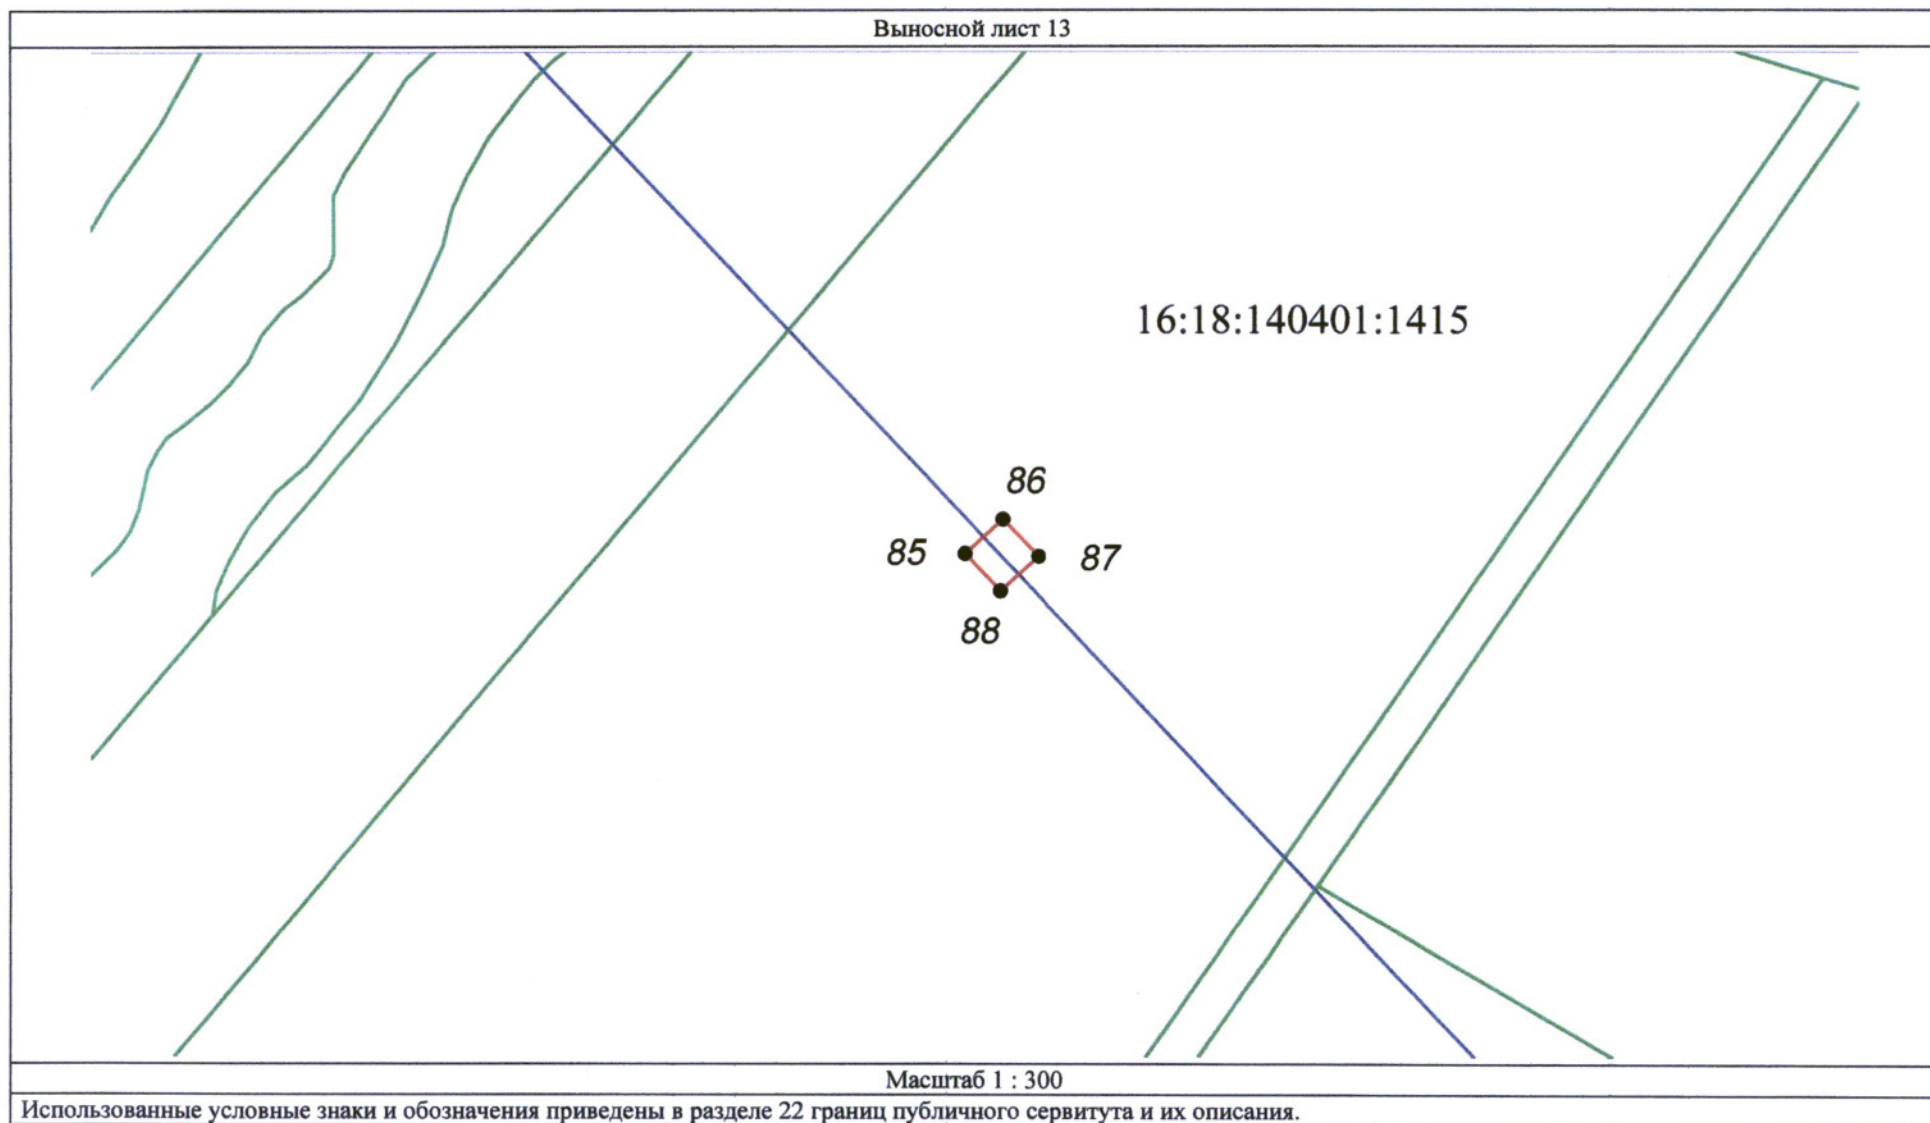 Выносной лист 13
16:18:140401:1415
86
85
87
88
Масштаб 1 : 300
Использованные условные знаки и обозначения приведены в разделе 22 границ публичного сервитута и их описания.